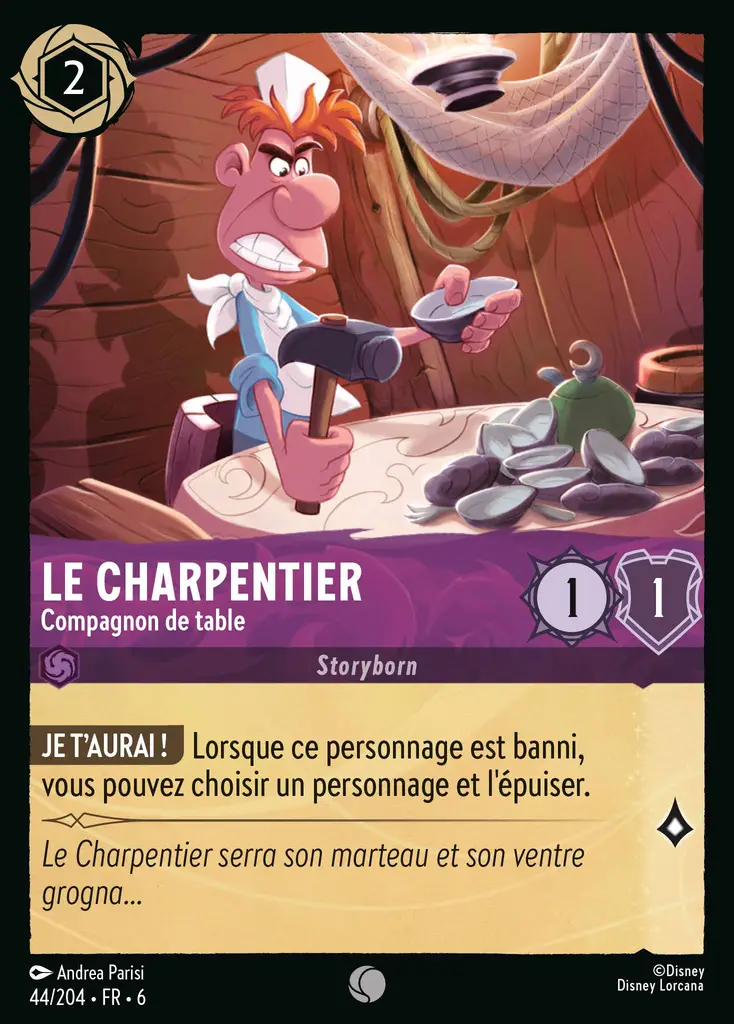 2
LE CHARPENTIER
Compagnon de table
1
1
Storyborn
JE T'AURAI ! Lorsque ce personnage est banni,
vous pouvez choisir un personnage et l'épuiser.
Le Charpentier serra son marteau et son ventre
grogna...
Andrea Parisi
44/204 • FR • 6
©Disney
Disney Lorcana